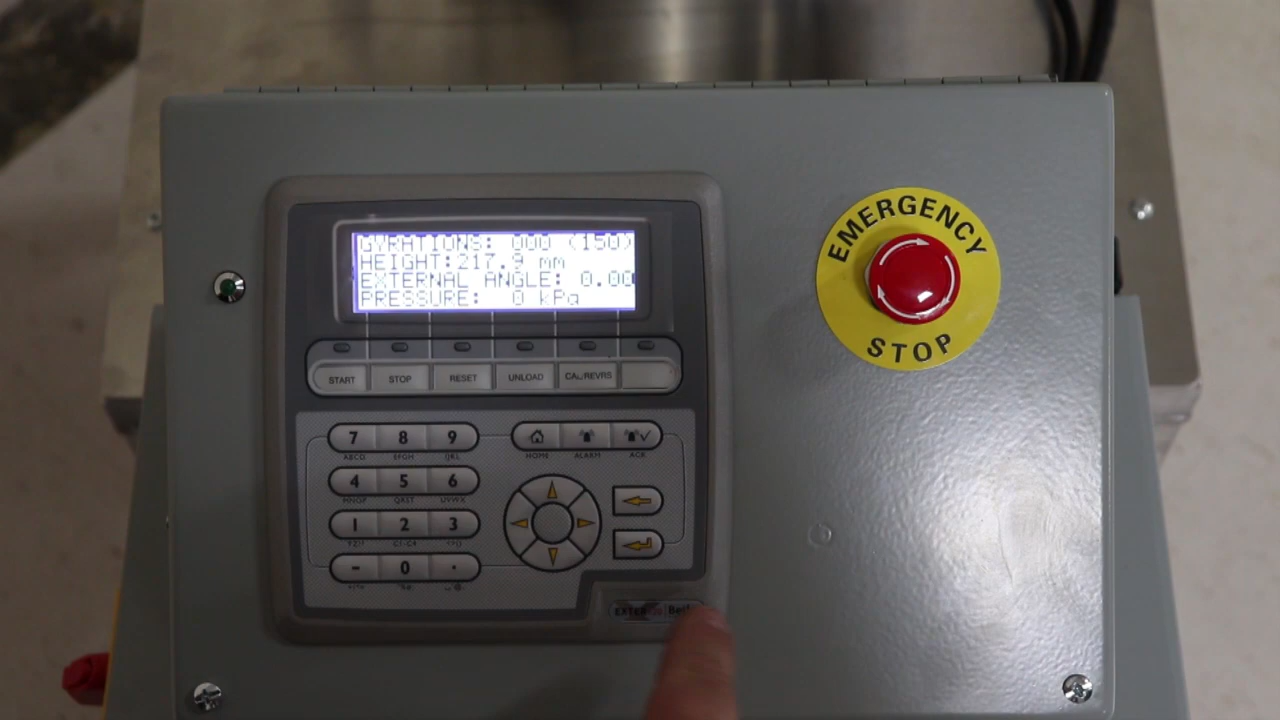 GYRATIONS: 000 (150)
HEIGHT:217.9 mm
EXTERNAL ANGLE: 0.00
PRESSURE: 0 kPa
EMERGENCY
STOP
START STOP RESET UNLOAD CAL/REVRS
7 8 9
ABCD EFGH IJKL
HOME ALARM ACK
4 5 6
MNOP QRST UVWX
1 2 3
- 0 .